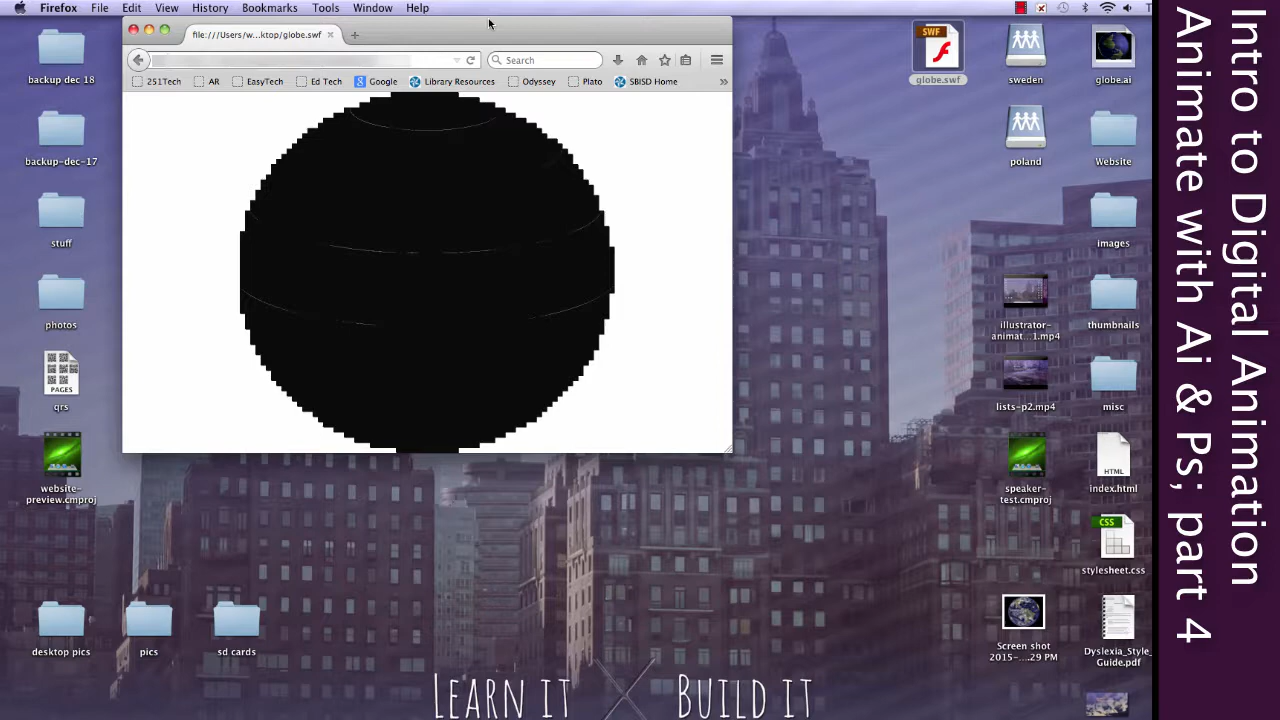 Firefox File Edit View History Bookmarks Tools Window Help
file:///Users/r...ktop/globe.swf
Search
251Tech AR EasyTech Ed Tech Google Library Resources Odyssey Plato SBISD Home
backup dec 18
backup-dec-17
stuff
photos
PAGES
qrs
website-
preview.cmproj
desktop pics
pics
sd cards
SWF
globe.swf
sweden
globe.ai
poland
Website
images
illustrator-
animat...1.mp4
thumbnails
lists-p2.mp4
misc
speaker-
test.cmproj
HTML
index.html
CSS
stylesheet.css
Screen shot
2015-...29 PM
Dyslexia_Style_
Guide.pdf
LEARN IT BUILD IT
Intro to Digital Animation
Animate with Ai & Ps; part 4